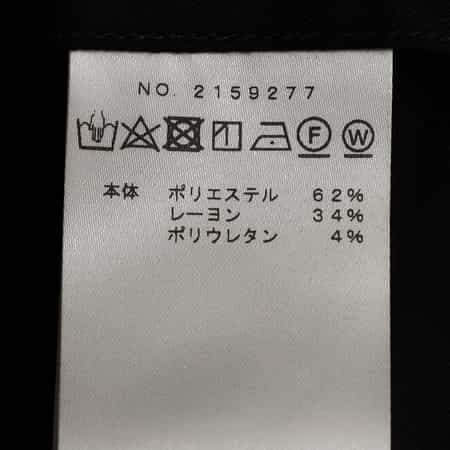 NO. 2159277
F W
本体 ポリエステル 62%
レーヨン 34%
ポリウレタン 4%